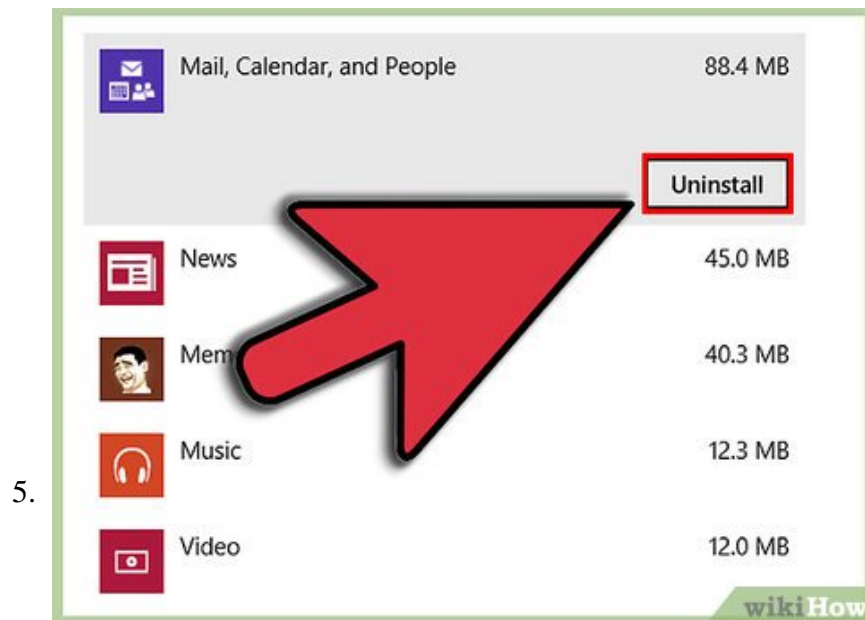 Mail, Calendar, and People 88.4 MB
Uninstall
News 45.0 MB
40.3 MB
Music 12.3 MB
5.
Video 12.0 MB
wikiHow